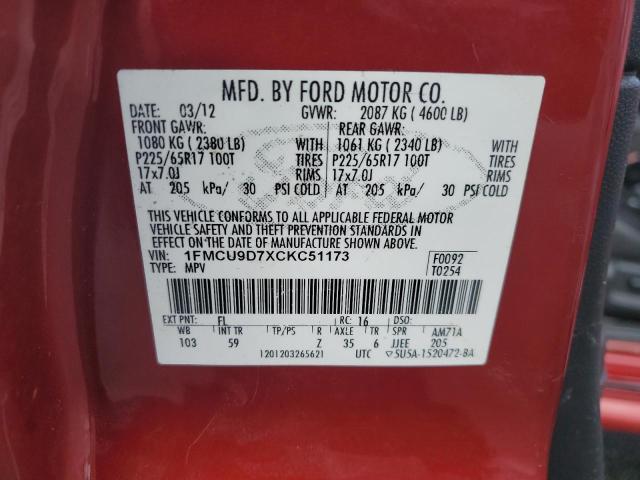 MFD. BY FORD MOTOR CO.
DATE: 03/12 GVWR: 2087 KG ( 4600 LB)
FRONT GAWR: REAR GAWR:
1080 KG ( 2380 LB) WITH 1061 KG ( 2340 LB) WITH
P225/65R17 100T TIRES P225/65R17 100T TIRES
17x7.0J RIMS 17x7.0J RIMS
AT 205 kPa/ 30 PSI COLD AT 205 kPa/ 30 PSI COLD
THIS VEHICLE CONFORMS TO ALL APPLICABLE FEDERAL MOTOR
VEHICLE SAFETY AND THEFT PREVENTION STANDARDS IN
EFFECT ON THE DATE OF MANUFACTURE SHOWN ABOVE.
VIN: 1FMCU9D7XCKC51173 F0092
TYPE: MPV T0254
EXT PNT: FL RC: 16 DSO:
WB INT TR TP/PS R AXLE TR SPR AM71A
103 59 Z 35 6 JJEE 205
1201203265621 UTC ▽5U5A-1520472-BA